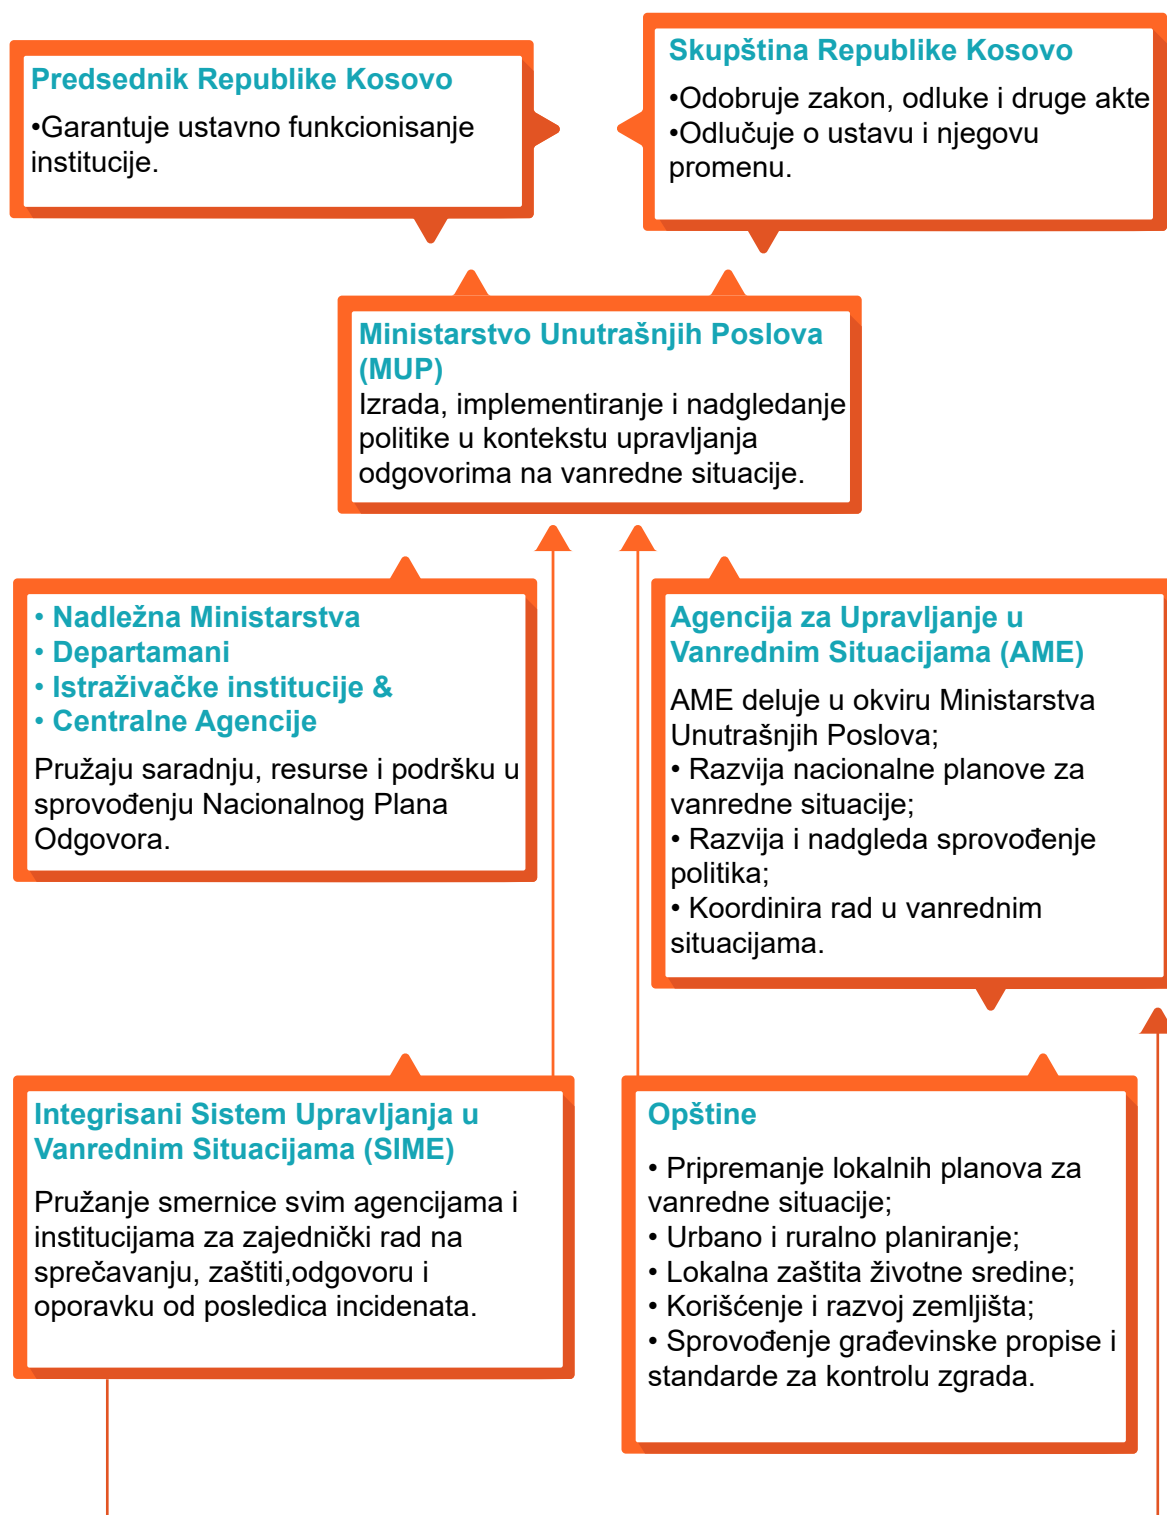 Predsednik Republike Kosovo
•Garantuje ustavno funkcionisanje
institucije.
Skupština Republike Kosovo
•Odobruje zakon, odluke i druge akte
•Odlučuje o ustavu i njegovu
promenu.
Ministarstvo Unutrašnjih Poslova
(MUP)
Izrada, implementiranje i nadgledanje
politike u kontekstu upravljanja
odgovorima na vanredne situacije.
• Nadležna Ministarstva
• Departamani
• Istraživačke institucije &
• Centralne Agencije
Pružaju saradnju, resurse i podršku u
sprovođenju Nacionalnog Plana
Odgovora.
Agencija za Upravljanje u
Vanrednim Situacijama (AME)
AME deluje u okviru Ministarstva
Unutrašnjih Poslova;
• Razvija nacionalne planove za
vanredne situacije;
• Razvija i nadgleda sprovođenje
politika;
• Koordinira rad u vanrednim
situacijama.
Integrisani Sistem Upravljanja u
Vanrednim Situacijama (SIME)
Pružanje smernice svim agencijama i
institucijama za zajednički rad na
sprečavanju, zaštiti,odgovoru i
oporavku od posledica incidenata.
Opštine
• Pripremanje lokalnih planova za
vanredne situacije;
• Urbano i ruralno planiranje;
• Lokalna zaštita životne sredine;
• Korišćenje i razvoj zemljišta;
• Sprovođenje građevinske propise i
standarde za kontrolu zgrada.